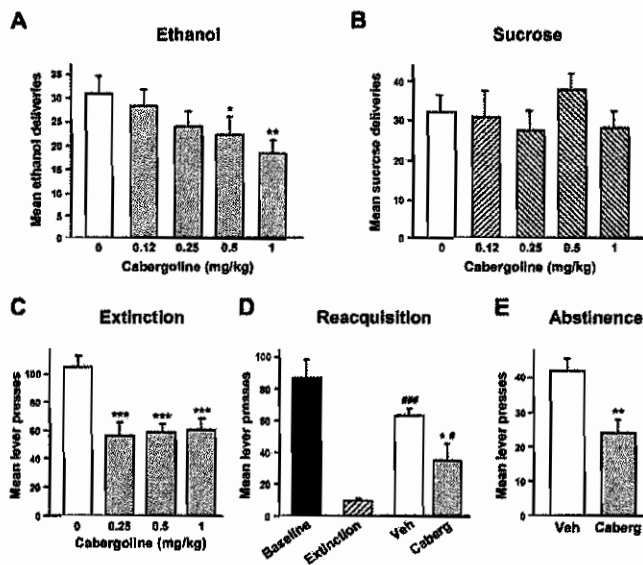 A
Ethanol
Mean ethanol deliveries
35
30
25
20
15
10
5
0
*
**
0 0.12 0.25 0.5 1
Cabergoline (mg/kg)
B
Sucrose
Mean sucrose deliveries
40
30
20
10
0
0 0.12 0.25 0.5 1
Cabergoline (mg/kg)
C
Extinction
Mean lever presses
100
80
60
40
20
0
*** *** ***
0 0.25 0.5 1
Cabergoline (mg/kg)
D
Reacquisition
Mean lever presses
100
80
60
40
20
0
###
* #
Baseline Extinction Veh Caberg
E
Abstinence
Mean lever presses
40
20
0
**
Veh Caberg